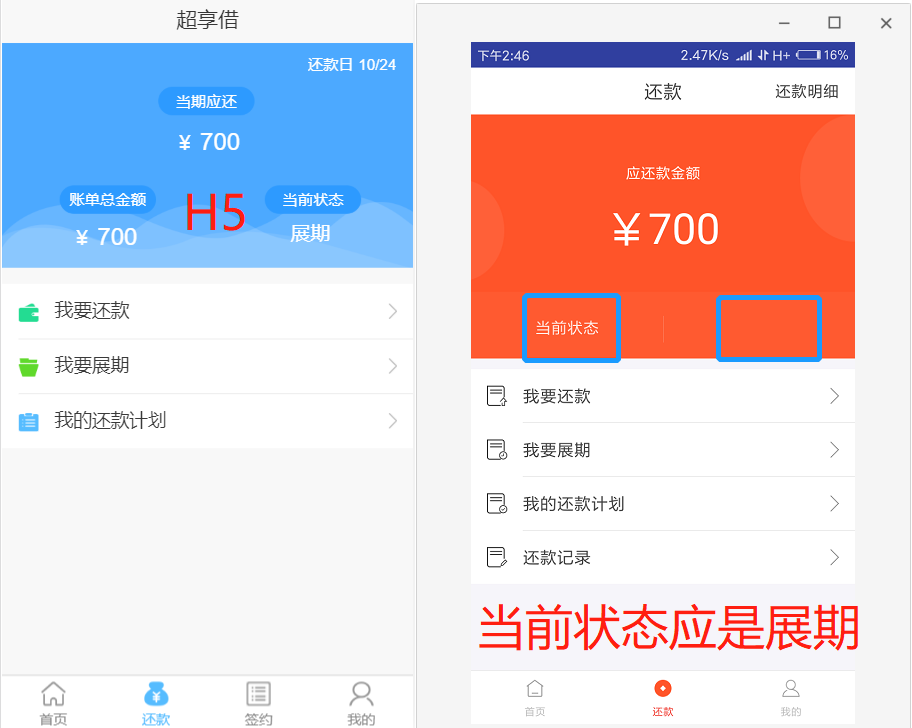 超享借
还款日 10/24
当期应还
¥ 700
账单总金额
¥ 700
H5
当前状态
展期
我要还款
我要展期
我的还款计划
首页
还款
签约
我的
下午2:46
2.47K/s
H+
16%
还款
还款明细
应还款金额
¥700
当前状态
我要还款
我要展期
我的还款计划
还款记录
当前状态应是展期
首页
还款
我的